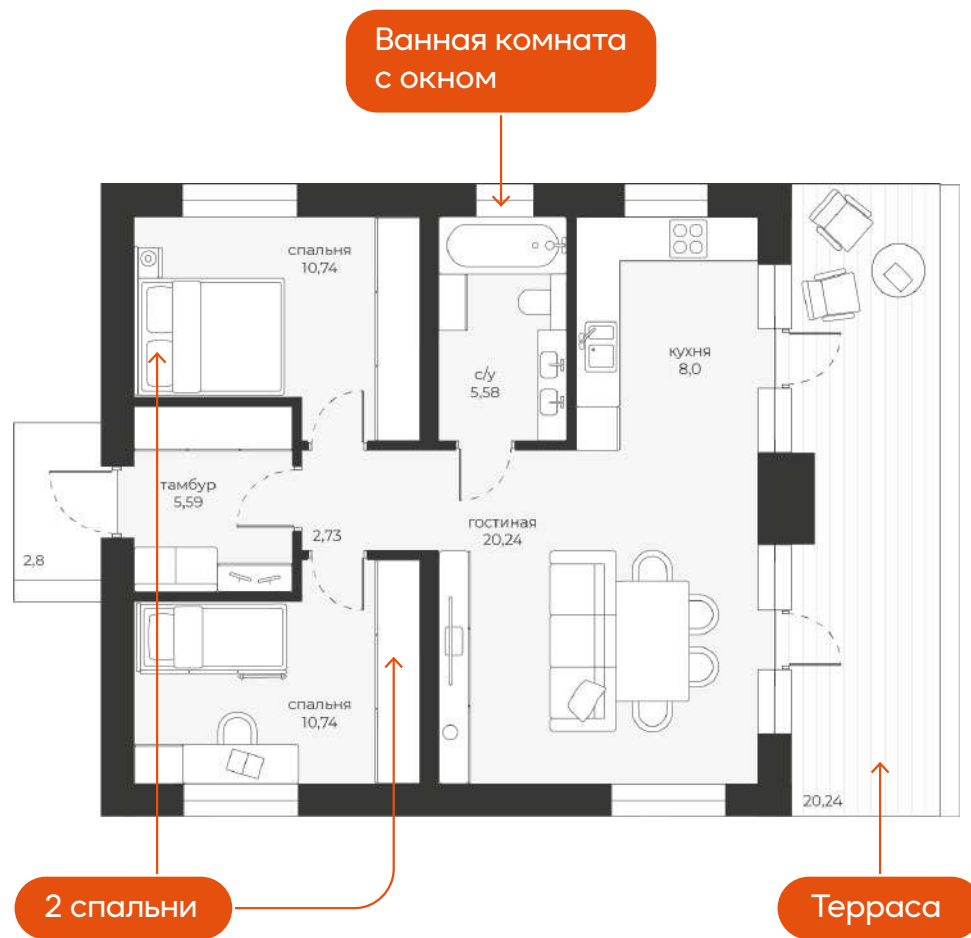 Ванная комната
с окном
спальня
10,74
кухня
8,0
с/у
5,58
тамбур
5,59
2,73
гостиная
20,24
2,8
спальня
10,74
20,24
2 спальни
Терраса